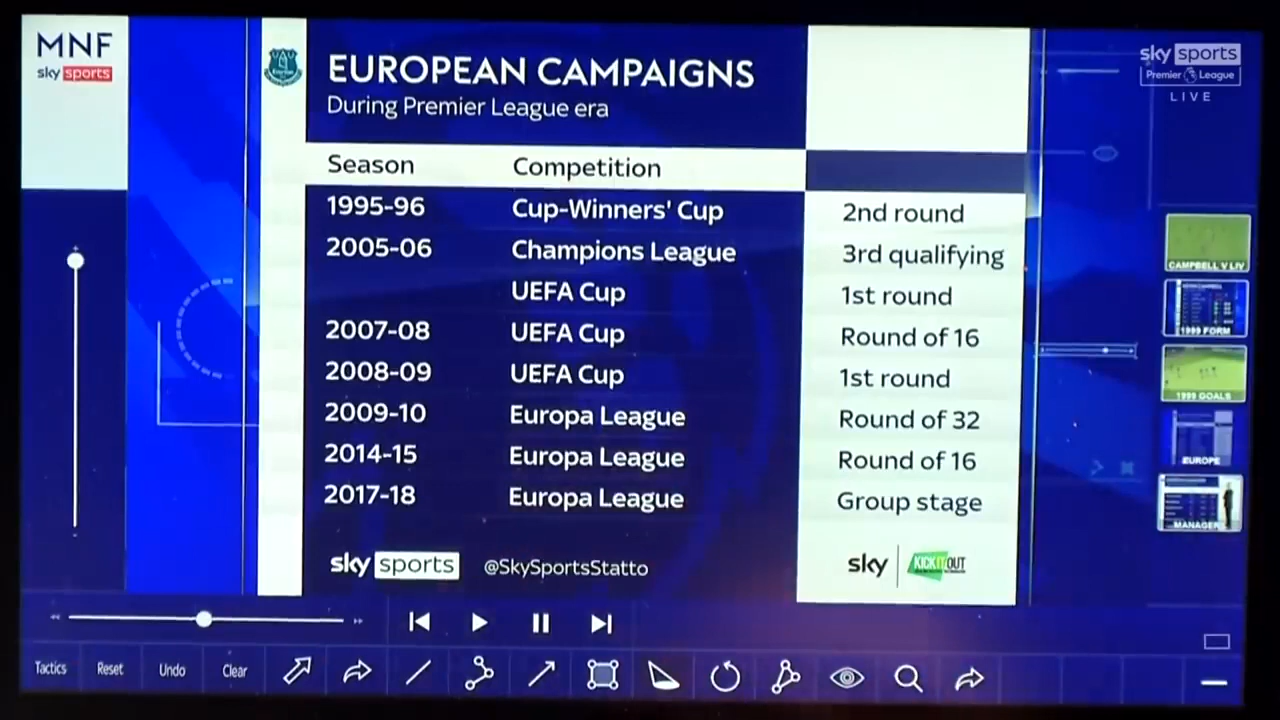 MNF
sky sports
Everton
EUROPEAN CAMPAIGNS
During Premier League era
sky sports
Premier League
LIVE
Season Competition
1995-96 Cup-Winners' Cup 2nd round
2005-06 Champions League 3rd qualifying
UEFA Cup 1st round
2007-08 UEFA Cup Round of 16
2008-09 UEFA Cup 1st round
2009-10 Europa League Round of 32
2014-15 Europa League Round of 16
2017-18 Europa League Group stage
sky sports @SkySportsStatto sky KICK IT OUT
CAMPBELL V LIV
1999 FORM
1999 GOALS
EUROPE
MANAGER
Tactics Reset Undo Clear